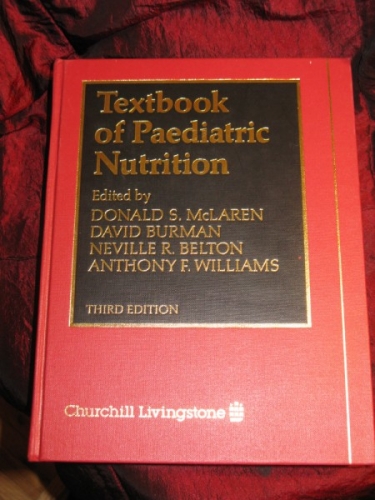 Textbook
of Paediatric
Nutrition
Edited by
DONALD S. McLAREN
DAVID BURMAN
NEVILLE R. BELTON
ANTHONY F. WILLIAMS
THIRD EDITION
Churchill Livingstone